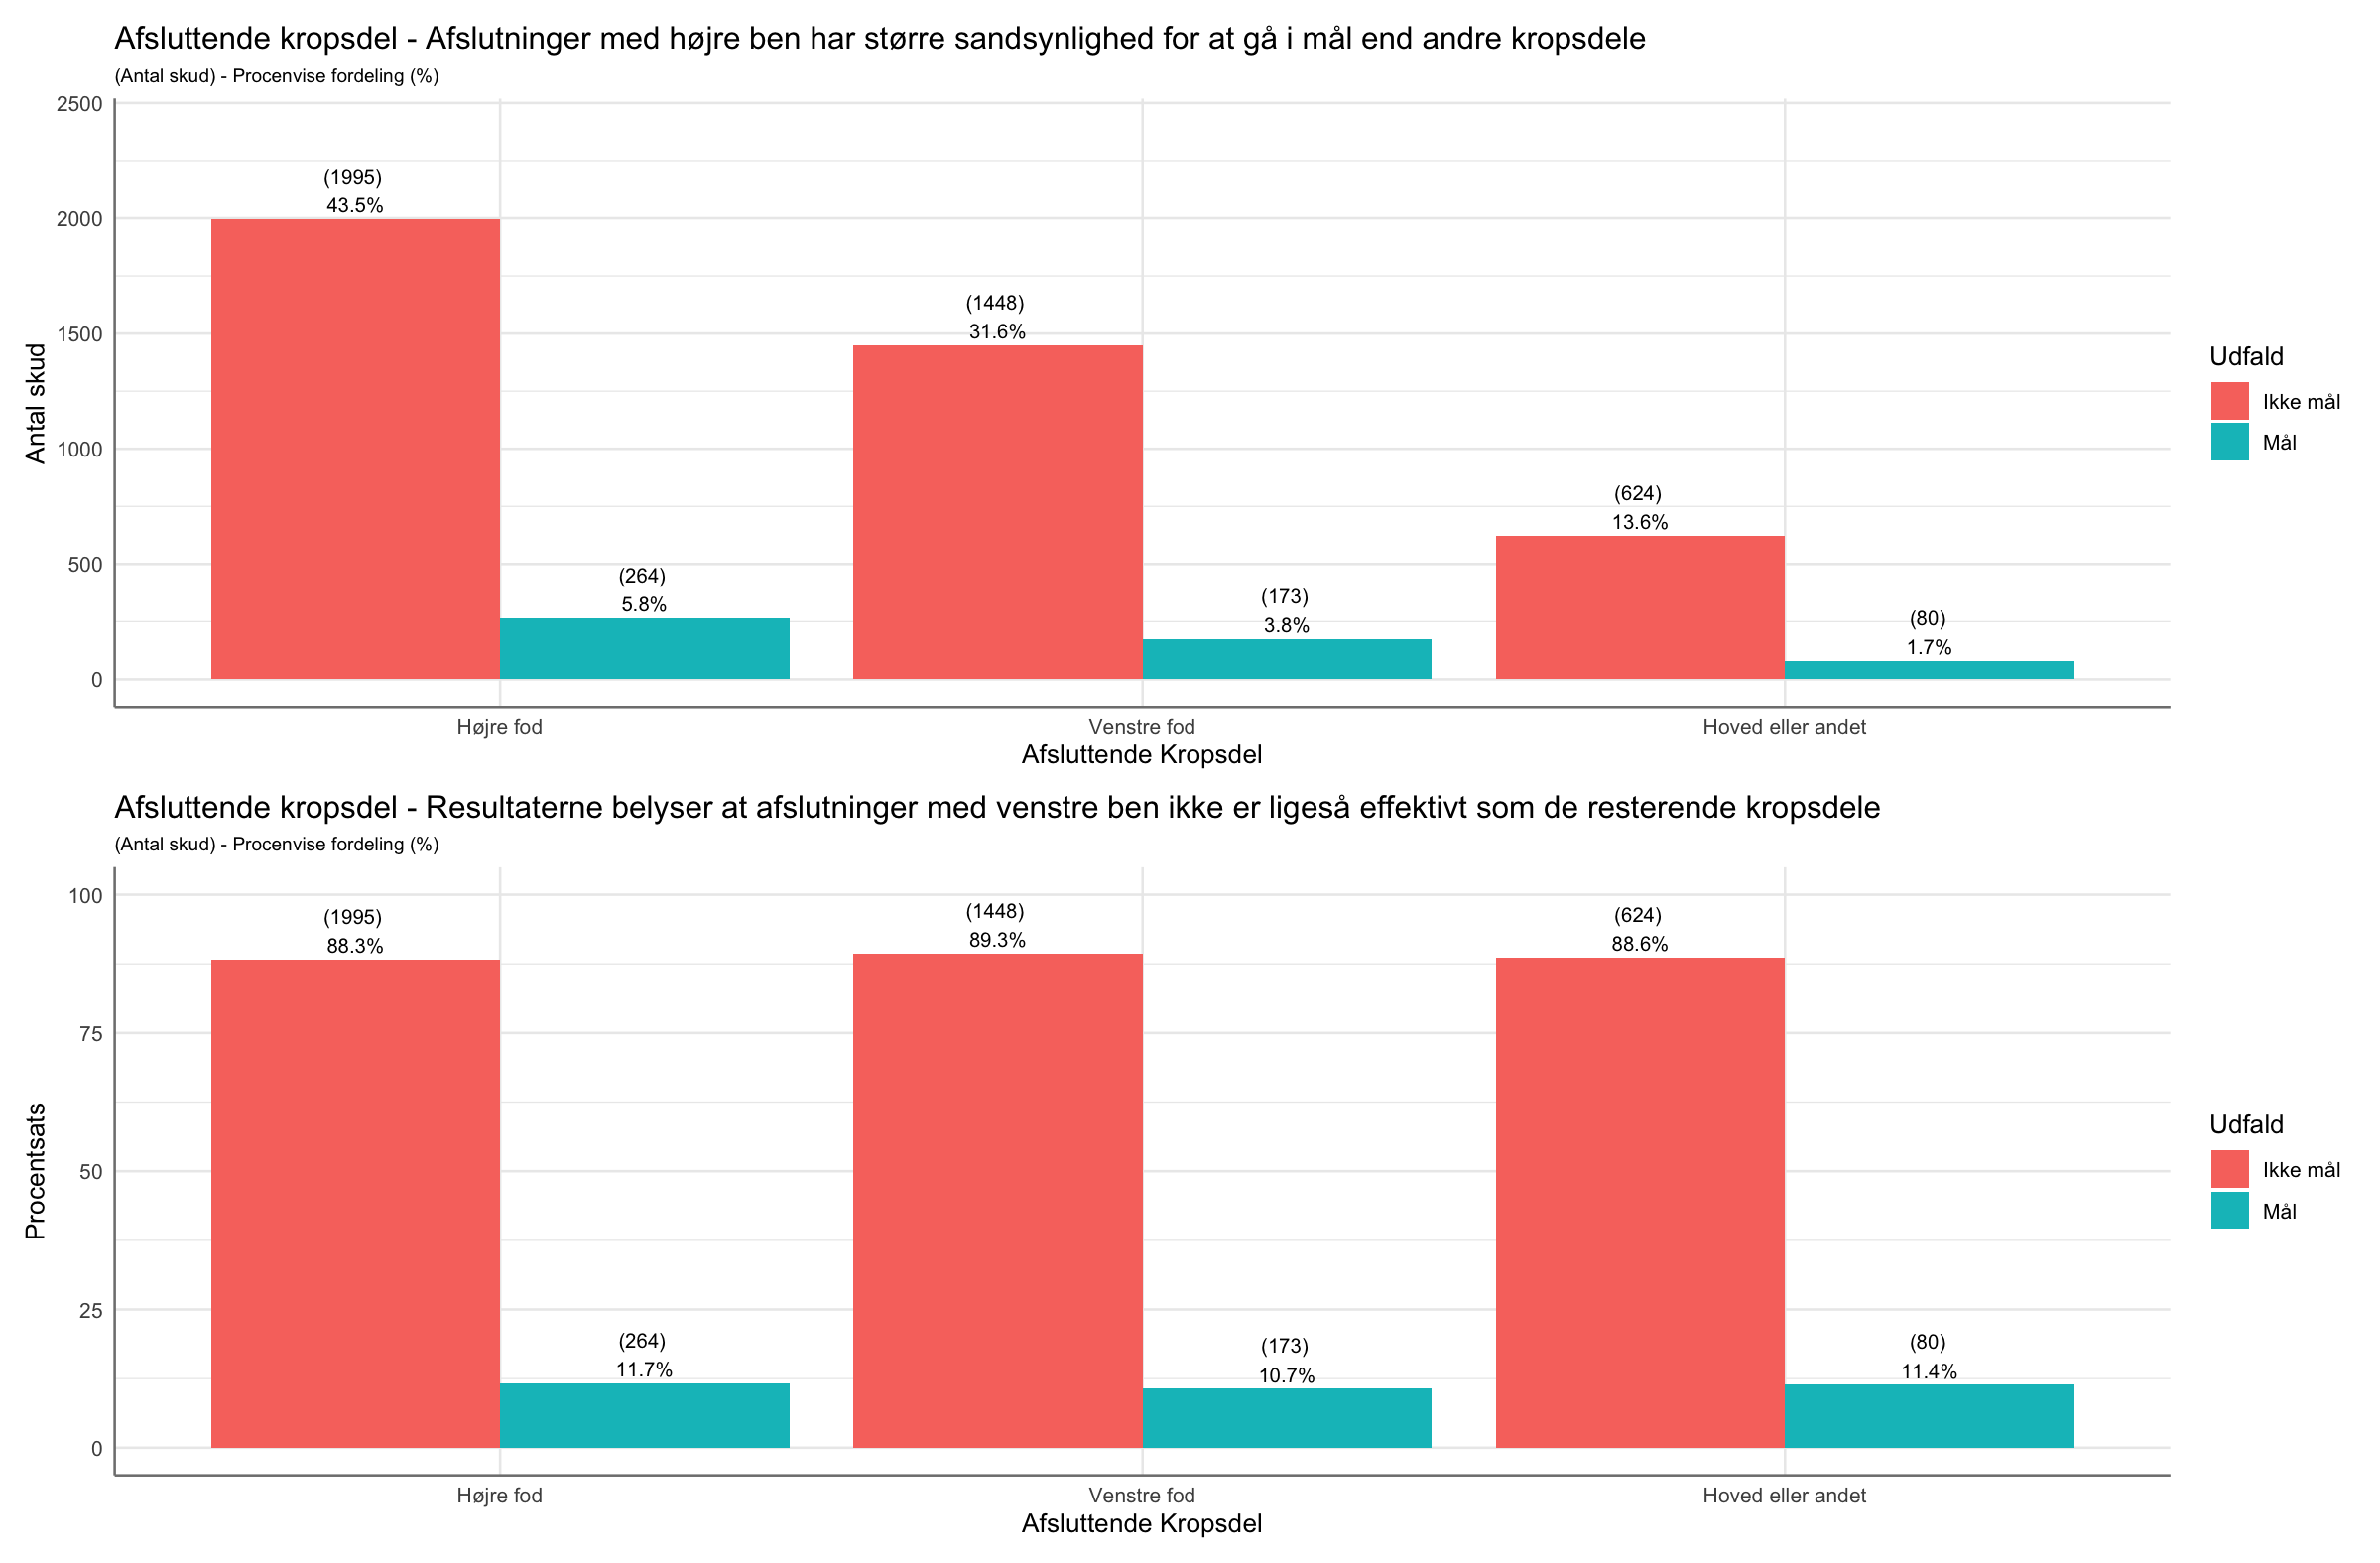 Afsluttende kropsdel - Afslutninger med højre ben har større sandsynlighed for at gå i mål end andre kropsdele
(Antal skud) - Procenvise fordeling (%)
2500
2000
1500
1000
500
0
Antal skud
(1995)
43.5%
(264)
5.8%
(1448)
31.6%
(173)
3.8%
(624)
13.6%
(80)
1.7%
Højre fod
Venstre fod
Hoved eller andet
Afsluttende Kropsdel
Udfald
Ikke mål
Mål
Afsluttende kropsdel - Resultaterne belyser at afslutninger med venstre ben ikke er ligeså effektivt som de resterende kropsdele
(Antal skud) - Procenvise fordeling (%)
100
75
50
25
0
Procentsats
(1995)
88.3%
(264)
11.7%
(1448)
89.3%
(173)
10.7%
(624)
88.6%
(80)
11.4%
Højre fod
Venstre fod
Hoved eller andet
Afsluttende Kropsdel
Udfald
Ikke mål
Mål